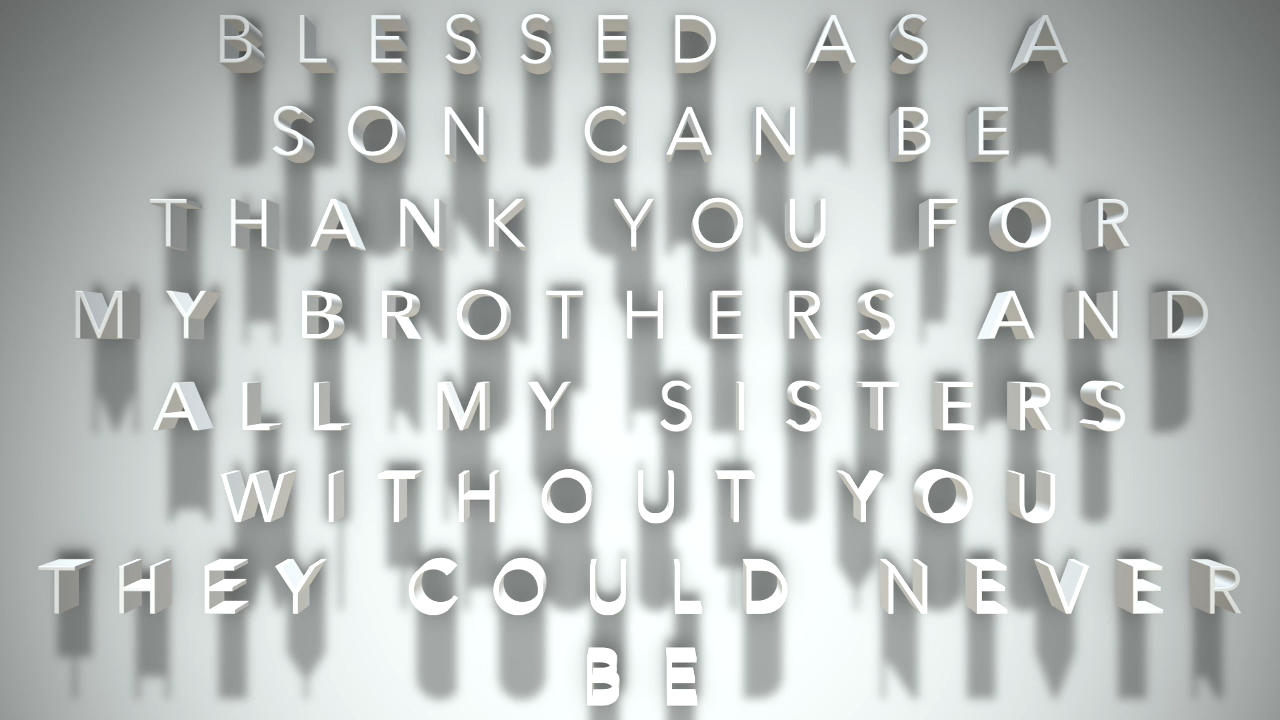 BLESSED AS A
SON CAN BE
THANK YOU FOR
MY BROTHERS AND
ALL MY SISTERS
WITHOUT YOU
THEY COULD NEVER
BE